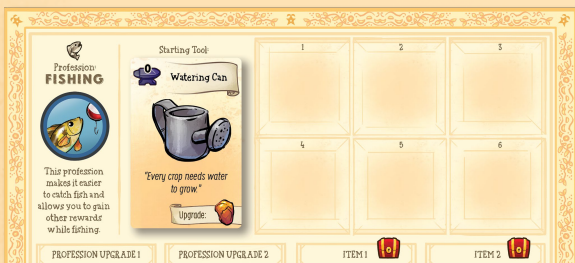 Profession:
FISHING
This profession
makes it easier
to catch fish and
allows you to gain
other rewards
while fishing.
Starting Tool:
0
Watering Can
"Every crop needs water
to grow."
Upgrade:
1
2
3
4
5
6
PROFESSION UPGRADE 1
PROFESSION UPGRADE 2
ITEM 1
ITEM 2